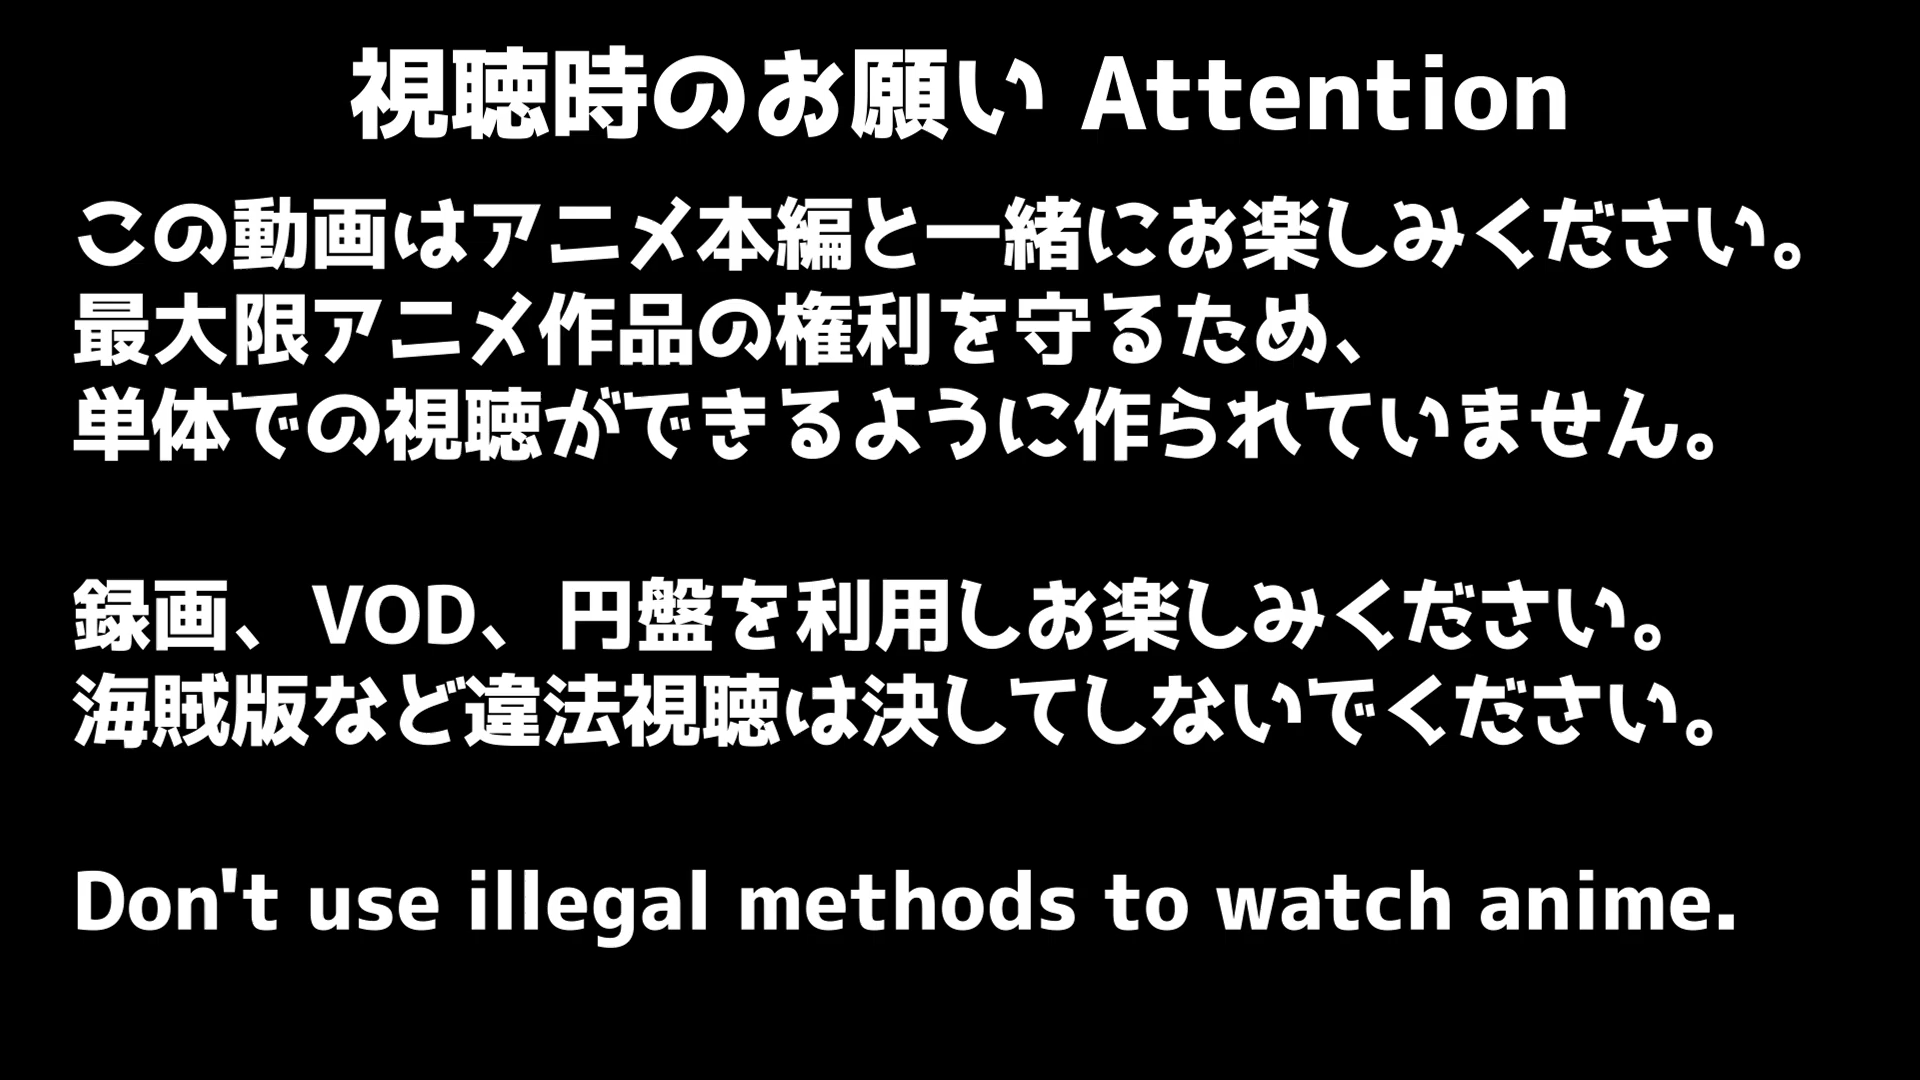 視聴時のお願い Attention
この動画はアニメ本編と一緒にお楽しみください。
最大限アニメ作品の権利を守るため、
単体での視聴ができるように作られていません。
録画、VOD、円盤を利用しお楽しみください。
海賊版など違法視聴は決してしないでください。
Don't use illegal methods to watch anime.